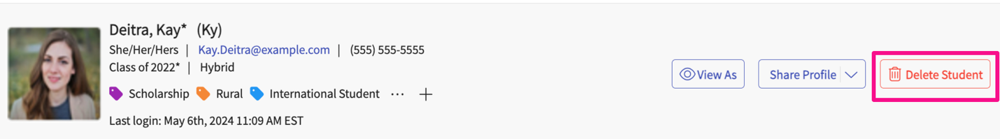 Deitra, Kay* (Ky)
She/Her/Hers | Kay.Deitra@example.com | (555) 555-5555
Class of 2022* | Hybrid
Scholarship Rural International Student ... +
Last login: May 6th, 2024 11:09 AM EST
View As
Share Profile
Delete Student